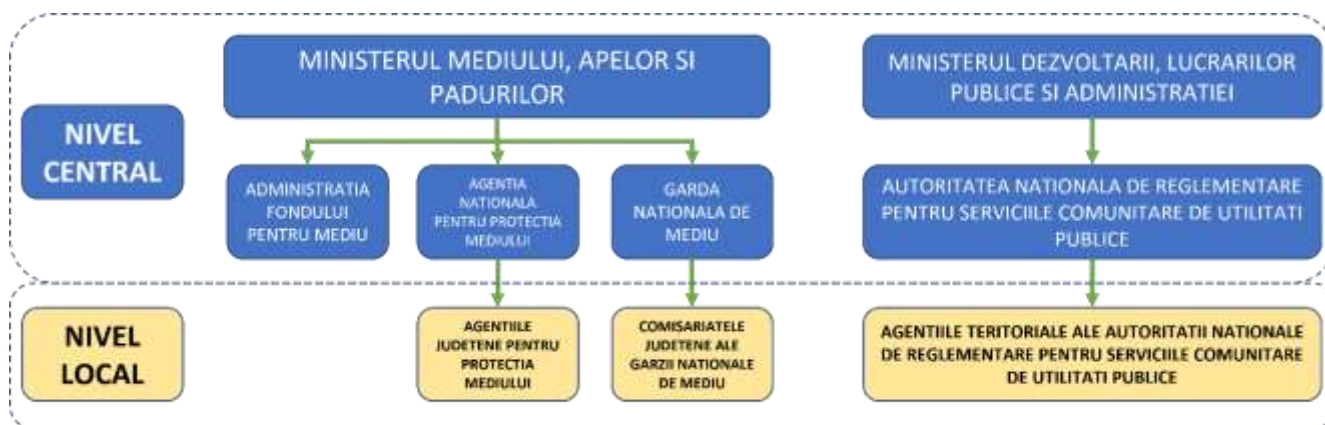 MINISTERUL MEDIULUI, APELOR SI
PADURILOR
MINISTERUL DEZVOLTARII, LUCRARILOR
PUBLICE SI ADMINISTRATIEI
NIVEL
CENTRAL
ADMINISTRATIA
FONDULUI
PENTRU MEDIU
AGENTIA
NATIONALA
PENTRU PROTECTIA
MEDIULUI
GARDA
NATIONALA DE
MEDIU
AUTORITATEA NATIONALA DE REGLEMENTARE
PENTRU SERVICIILE COMUNITARE DE UTILITATI
PUBLICE
NIVEL
LOCAL
AGENTIILE
JUDETENE PENTRU
PROTECTIA
MEDIULUI
COMISARIATELE
JUDETENE ALE
GARZII NATIONALE
DE MEDIU
AGENTIILE TERITORIALE ALE AUTORITATII NATIONALE
DE REGLEMENTARE PENTRU SERVICIILE COMUNITARE
DE UTILITATI PUBLICE